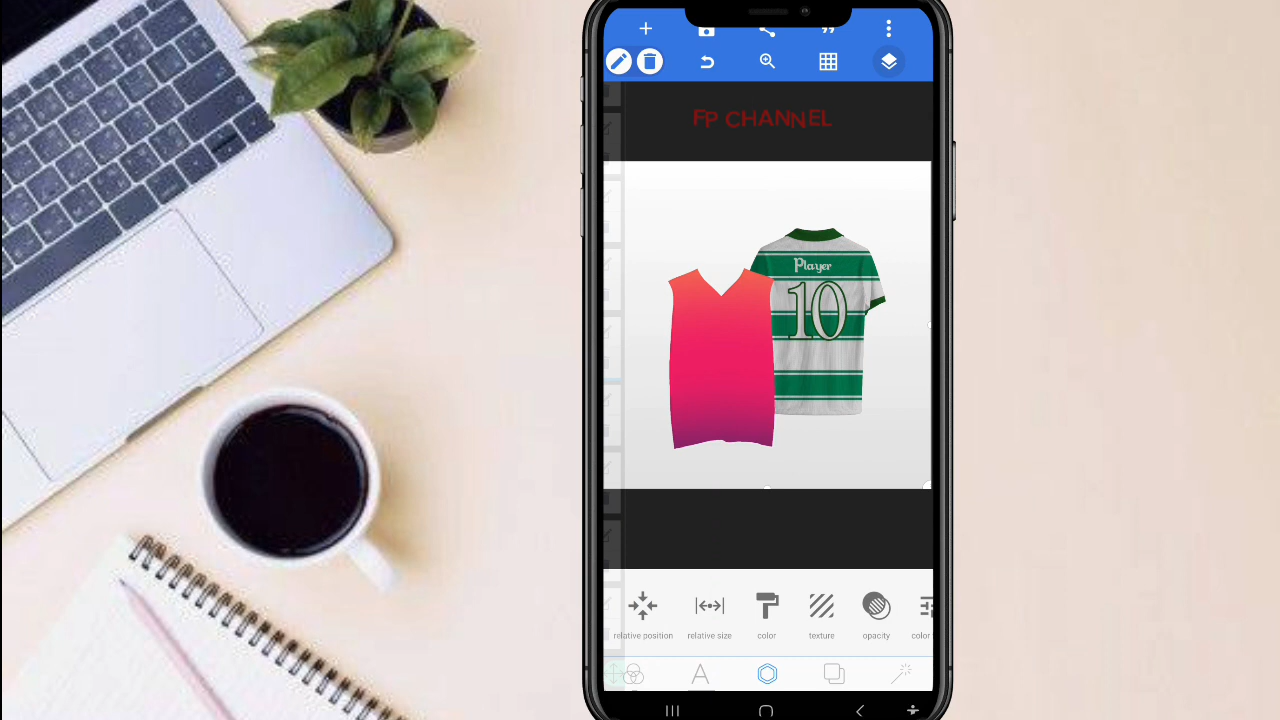 FP CHANNEL
Player
10
relative position
relative size
color
texture
opacity
color